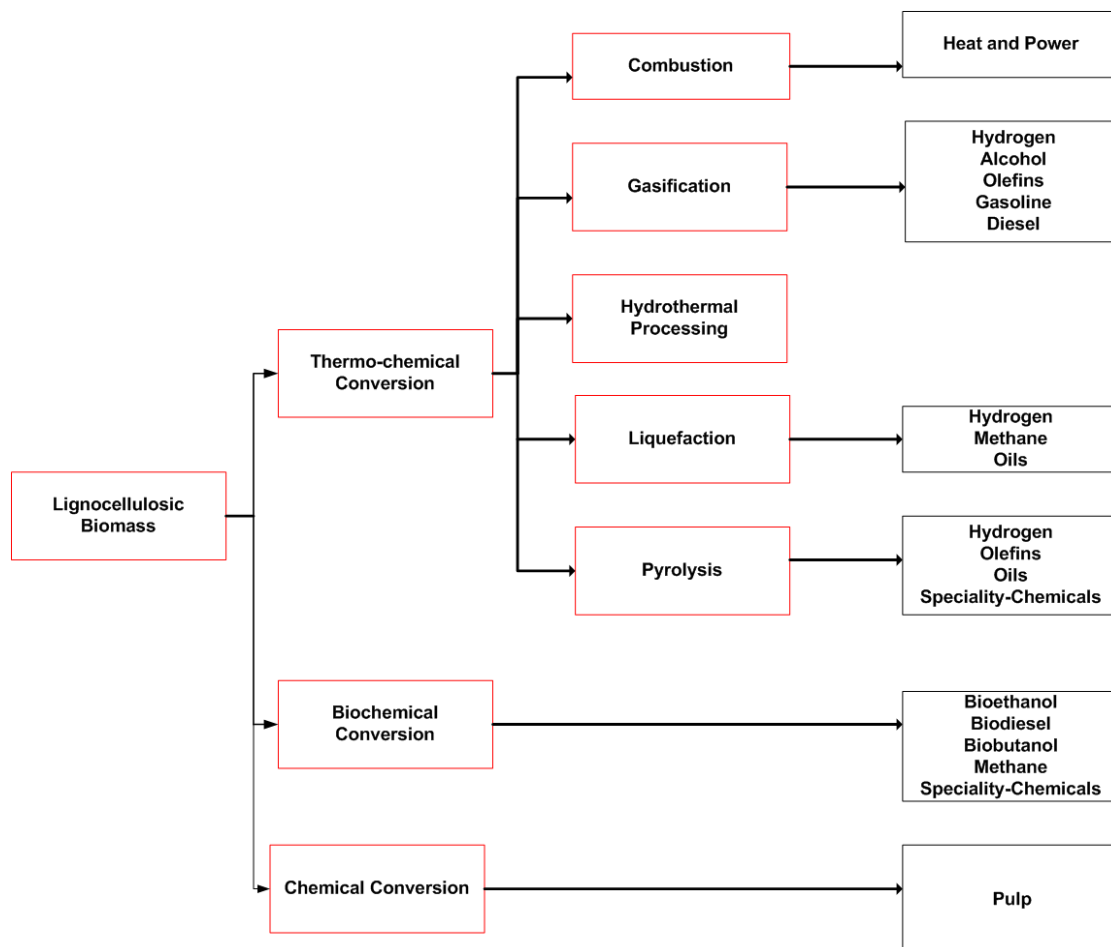 Combustion
Heat and Power
Gasification
Hydrogen
Alcohol
Olefins
Gasoline
Diesel
Hydrothermal
Processing
Thermo-chemical
Conversion
Liquefaction
Hydrogen
Methane
Oils
Lignocellulosic
Biomass
Pyrolysis
Hydrogen
Olefins
Oils
Speciality-Chemicals
Biochemical
Conversion
Bioethanol
Biodiesel
Biobutanol
Methane
Speciality-Chemicals
Chemical Conversion
Pulp